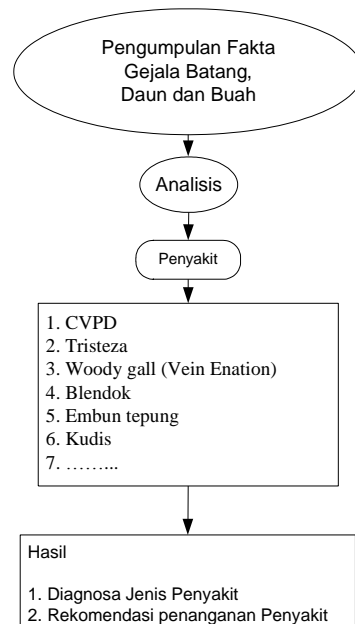 Pengumpulan Fakta
Gejala Batang,
Daun dan Buah
Analisis
Penyakit
1. CVPD
2. Tristeza
3. Woody gall (Vein Enation)
4. Blendok
5. Embun tepung
6. Kudis
7. ……...
Hasil
1. Diagnosa Jenis Penyakit
2. Rekomendasi penanganan Penyakit